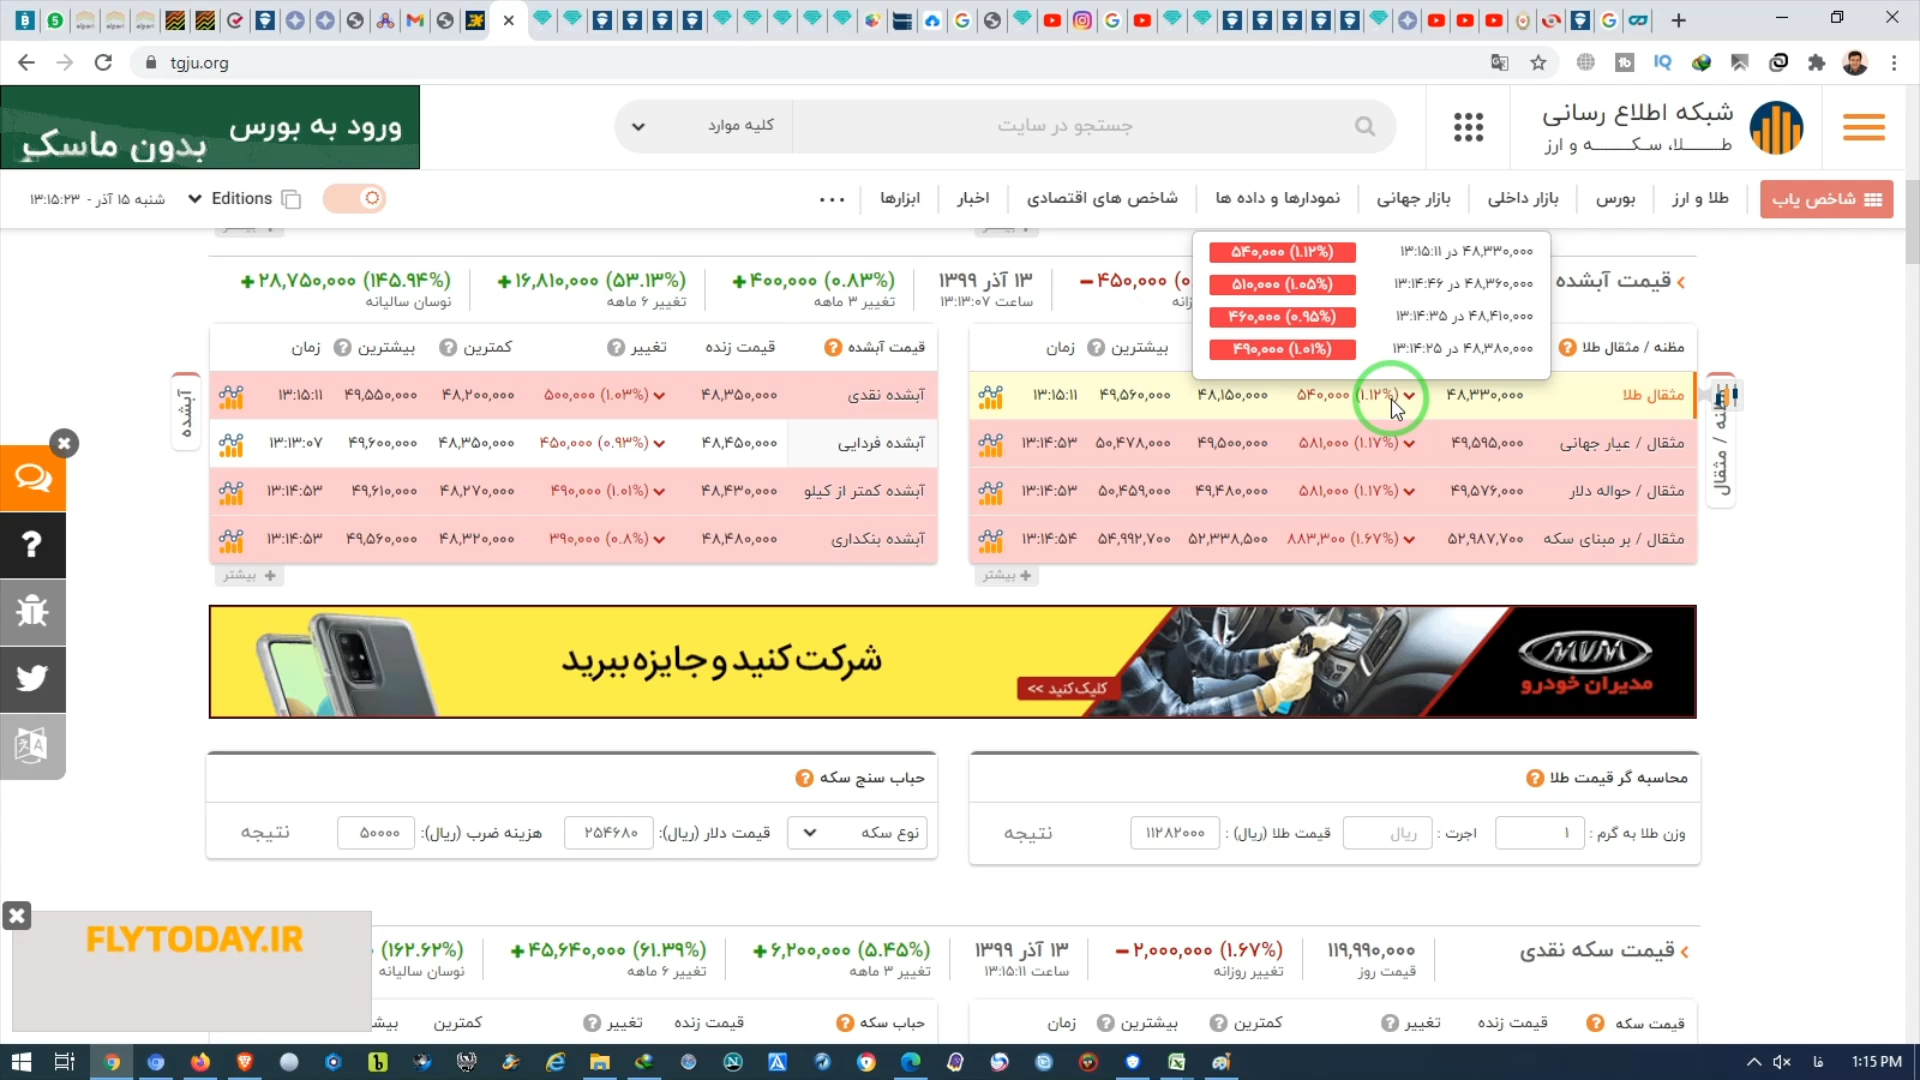 tgju.org
IQ
ورود به بورس
بدون ماسک
کلیه موارد
جستجو در سایت
شبکه اطلاع رسانی
طــــلا، سـکــــه و ارز
شاخص یاب
طلا و ارز
بورس
بازار داخلی
بازار جهانی
نمودارها و داده ها
شاخص های اقتصادی
اخبار
ابزارها
...
Editions
شنبه ۱۵ آذر - ۱۳:۱۵:۲۳
۴۸,۳۳۰,۰۰۰ در ۱۳:۱۵:۱۱ ۵۴۰,۰۰۰ (۱.۱۲%)
۴۸,۳۶۰,۰۰۰ در ۱۳:۱۴:۴۶ ۵۱۰,۰۰۰ (۱.۰۵%)
۴۸,۴۱۰,۰۰۰ در ۱۳:۱۴:۳۵ ۴۶۰,۰۰۰ (۰.۹۵%)
۴۸,۳۸۰,۰۰۰ در ۱۳:۱۴:۲۵ ۴۹۰,۰۰۰ (۱.۰۱%)
قیمت آبشده
−۴۵۰,۰۰۰
۱۳ آذر ۱۳۹۹
ساعت ۱۳:۱۳:۰۷
+۴۰۰,۰۰۰ (۰.۸۳%)
تغییر ۳ ماهه
+۱۶,۸۱۰,۰۰۰ (۵۳.۱۳%)
تغییر ۶ ماهه
+۲۸,۷۵۰,۰۰۰ (۱۴۵.۹۴%)
نوسان سالیانه
مظنه / مثقال طلا بیشترین زمان
مثقال طلا ۴۸,۳۳۰,۰۰۰ ۵۴۰,۰۰۰ (۱.۱۲%) ۴۸,۱۵۰,۰۰۰ ۴۹,۵۶۰,۰۰۰ ۱۳:۱۵:۱۱
مثقال / عیار جهانی ۴۹,۵۹۵,۰۰۰ ۵۸۱,۰۰۰ (۱.۱۷%) ۴۹,۵۰۰,۰۰۰ ۵۰,۴۷۸,۰۰۰ ۱۳:۱۴:۵۳
مثقال / حواله دلار ۴۹,۵۷۶,۰۰۰ ۵۸۱,۰۰۰ (۱.۱۷%) ۴۹,۴۸۰,۰۰۰ ۵۰,۴۵۹,۰۰۰ ۱۳:۱۴:۵۳
مثقال / بر مبنای سکه ۵۲,۹۸۷,۷۰۰ ۸۸۳,۳۰۰ (۱.۶۷%) ۵۲,۳۳۸,۵۰۰ ۵۴,۹۹۲,۷۰۰ ۱۳:۱۴:۵۴
+ بیشتر
مظنه / مثقال
قیمت آبشده قیمت زنده تغییر کمترین بیشترین زمان
آبشده نقدی ۴۸,۳۵۰,۰۰۰ ۵۰۰,۰۰۰ (۱.۰۳%) ۴۸,۲۰۰,۰۰۰ ۴۹,۵۵۰,۰۰۰ ۱۳:۱۵:۱۱
آبشده فردایی ۴۸,۴۵۰,۰۰۰ ۴۵۰,۰۰۰ (۰.۹۳%) ۴۸,۳۵۰,۰۰۰ ۴۹,۶۰۰,۰۰۰ ۱۳:۱۳:۰۷
آبشده کمتر از کیلو ۴۸,۴۳۰,۰۰۰ ۴۹۰,۰۰۰ (۱.۰۱%) ۴۸,۲۷۰,۰۰۰ ۴۹,۶۱۰,۰۰۰ ۱۳:۱۴:۵۳
آبشده بنکداری ۴۸,۴۸۰,۰۰۰ ۳۹۰,۰۰۰ (۰.۸%) ۴۸,۳۲۰,۰۰۰ ۴۹,۵۶۰,۰۰۰ ۱۳:۱۴:۵۳
+ بیشتر
آبشده
MVM
مدیران خودرو
شرکت کنید و جایزه ببرید
کلیک کنید >>
محاسبه گر قیمت طلا
وزن طلا به گرم : ۱ اجرت : ریال قیمت طلا (ریال) : ۱۱۲۸۲۰۰۰ نتیجه
حباب سنج سکه
نوع سکه قیمت دلار (ریال): ۲۵۴۶۸۰ هزینه ضرب (ریال): ۵۰۰۰۰ نتیجه
قیمت سکه نقدی
۱۱۹,۹۹۰,۰۰۰
قیمت روز
−۲,۰۰۰,۰۰۰ (۱.۶۷%)
تغییر روزانه
۱۳ آذر ۱۳۹۹
ساعت ۱۳:۱۵:۱۱
+۶,۲۰۰,۰۰۰ (۵.۴۵%)
تغییر ۳ ماهه
+۴۵,۶۴۰,۰۰۰ (۶۱.۳۹%)
تغییر ۶ ماهه
(۱۶۲.۶۲%)
نوسان سالیانه
قیمت سکه قیمت زنده تغییر کمترین بیشترین زمان
حباب سکه قیمت زنده تغییر کمترین
FLYTODAY.IR
فا
1:15 PM